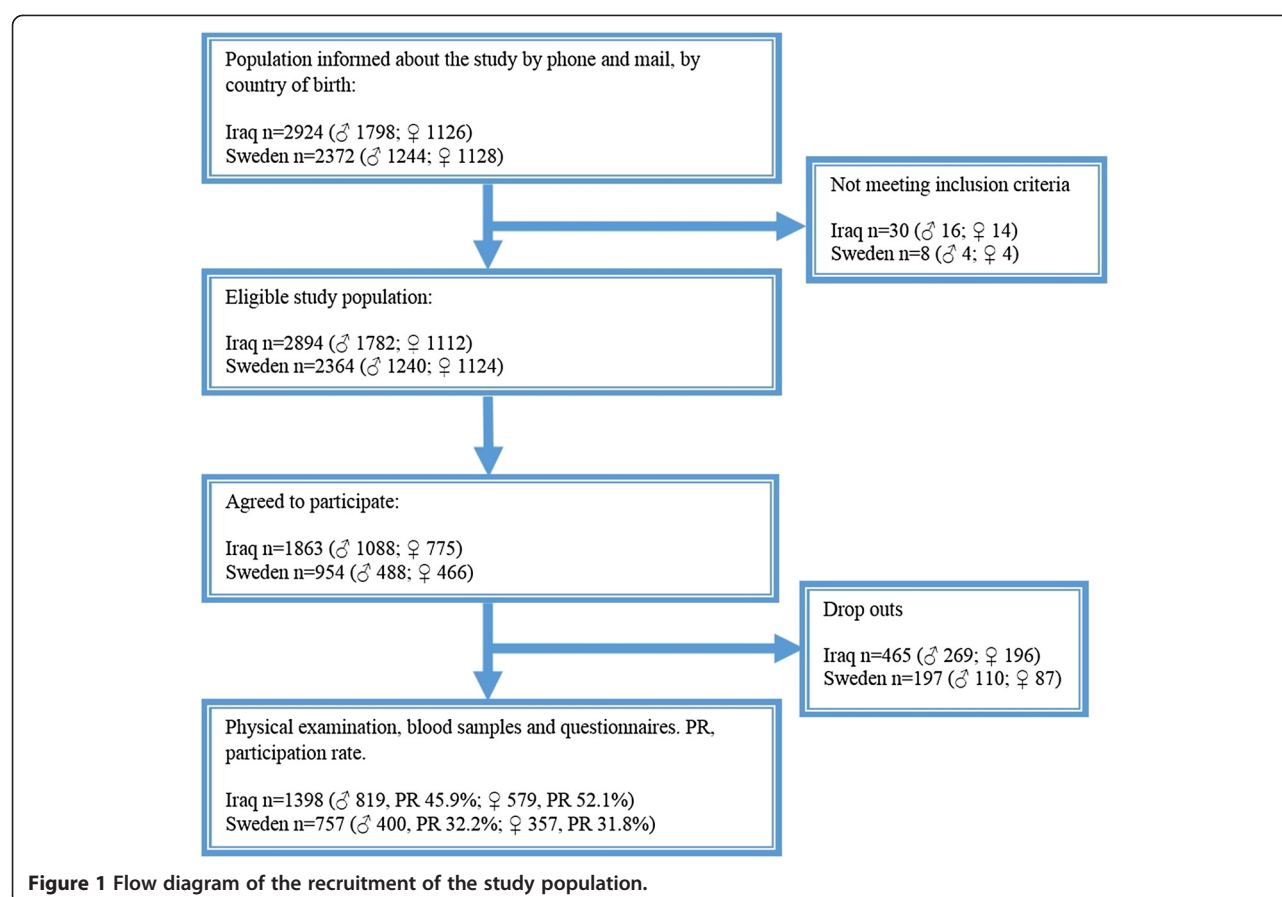 Population informed about the study by phone and mail, by
country of birth:
Iraq n=2924 (♂ 1798; ♀ 1126)
Sweden n=2372 (♂ 1244; ♀ 1128)
Not meeting inclusion criteria
Iraq n=30 (♂ 16; ♀ 14)
Sweden n=8 (♂ 4; ♀ 4)
Eligible study population:
Iraq n=2894 (♂ 1782; ♀ 1112)
Sweden n=2364 (♂ 1240; ♀ 1124)
Agreed to participate:
Iraq n=1863 (♂ 1088; ♀ 775)
Sweden n=954 (♂ 488; ♀ 466)
Drop outs
Iraq n=465 (♂ 269; ♀ 196)
Sweden n=197 (♂ 110; ♀ 87)
Physical examination, blood samples and questionnaires. PR,
participation rate.
Iraq n=1398 (♂ 819, PR 45.9%; ♀ 579, PR 52.1%)
Sweden n=757 (♂ 400, PR 32.2%; ♀ 357, PR 31.8%)
Figure 1 Flow diagram of the recruitment of the study population.